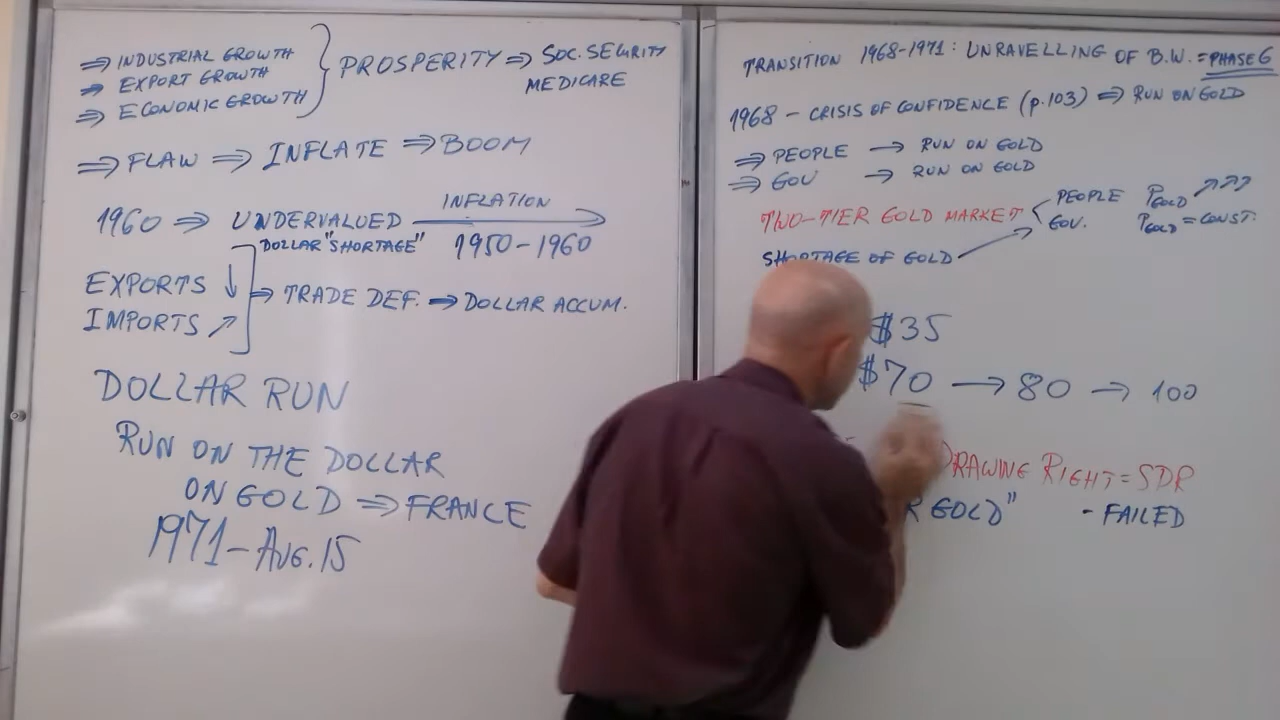 ⇒ INDUSTRIAL GROWTH
⇒ EXPORT GROWTH
⇒ ECONOMIC GROWTH
} PROSPERITY ⇒ SOC. SECURITY
MEDICARE
⇒ FLAW ⇒ INFLATE ⇒ BOOM
1960 ⇒ UNDERVALUED INFLATION →
DOLLAR "SHORTAGE" 1950-1960
EXPORTS ↓
IMPORTS ↗
⇒ TRADE DEF. ⇒ DOLLAR ACCUM.
DOLLAR RUN
RUN ON THE DOLLAR
ON GOLD ⇒ FRANCE
1971 - AUG. 15
TRANSITION 1968-1971: UNRAVELLING OF B.W. = PHASE 6
1968 - CRISIS OF CONFIDENCE (p.103) ⇒ RUN ON GOLD
⇒ PEOPLE → RUN ON GOLD
⇒ GOV → RUN ON GOLD
TWO-TIER GOLD MARKET
PEOPLE PGOLD ↗↗↗
GOV. PGOLD = CONST.
SHORTAGE OF GOLD
$35
$70 → 80 → 100
DRAWING RIGHT = SDR
R GOLD" - FAILED